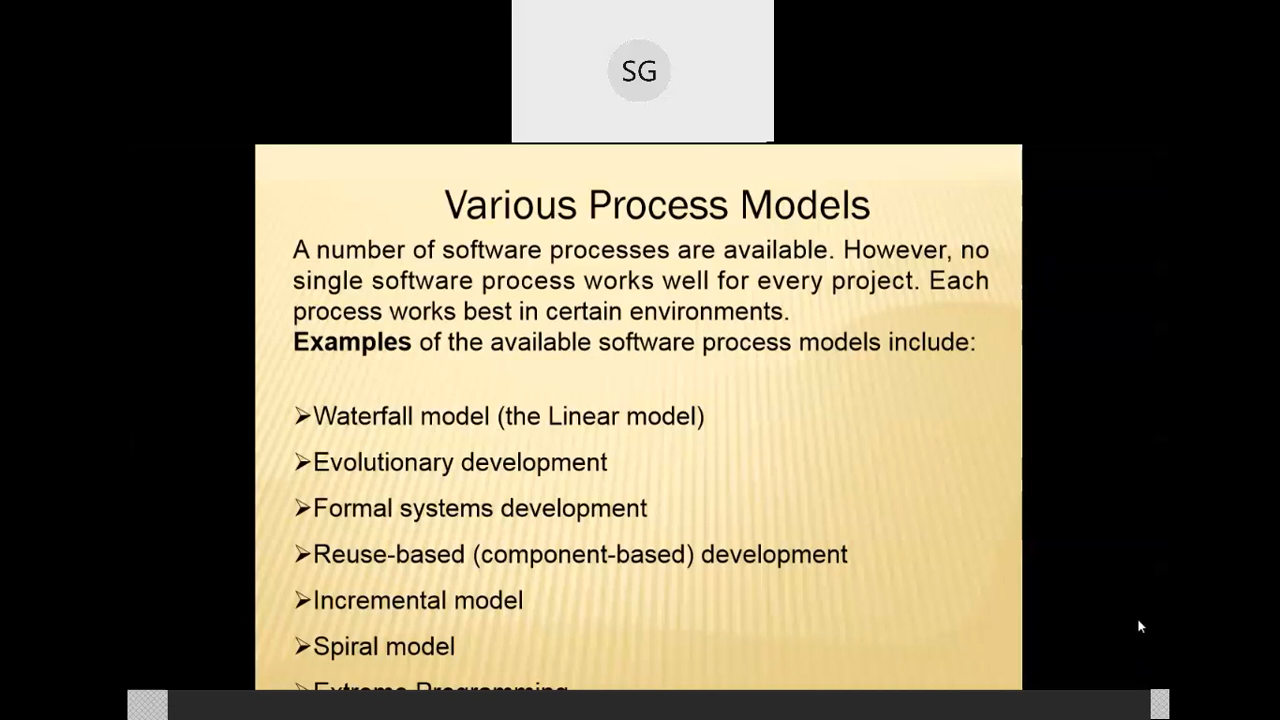 SG
Various Process Models
A number of software processes are available. However, no
single software process works well for every project. Each
process works best in certain environments.
Examples of the available software process models include:
➢Waterfall model (the Linear model)
➢Evolutionary development
➢Formal systems development
➢Reuse-based (component-based) development
➢Incremental model
➢Spiral model
➢Extreme Programming